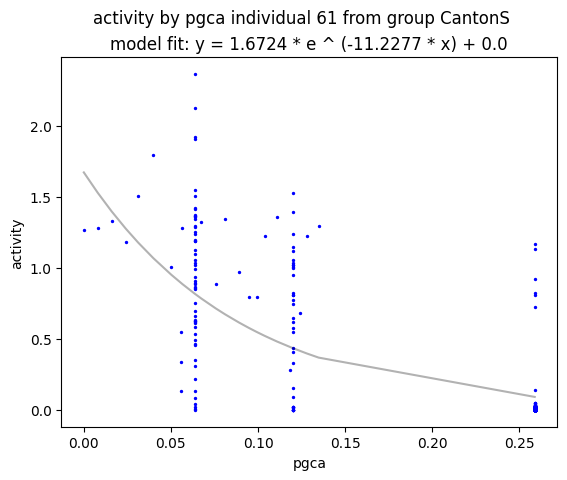 activity by pgca individual 61 from group CantonS
model fit: y = 1.6724 * e ^ (-11.2277 * x) + 0.0
2.0
1.5
1.0
0.5
0.0
activity
0.00 0.05 0.10 0.15 0.20 0.25
pgca